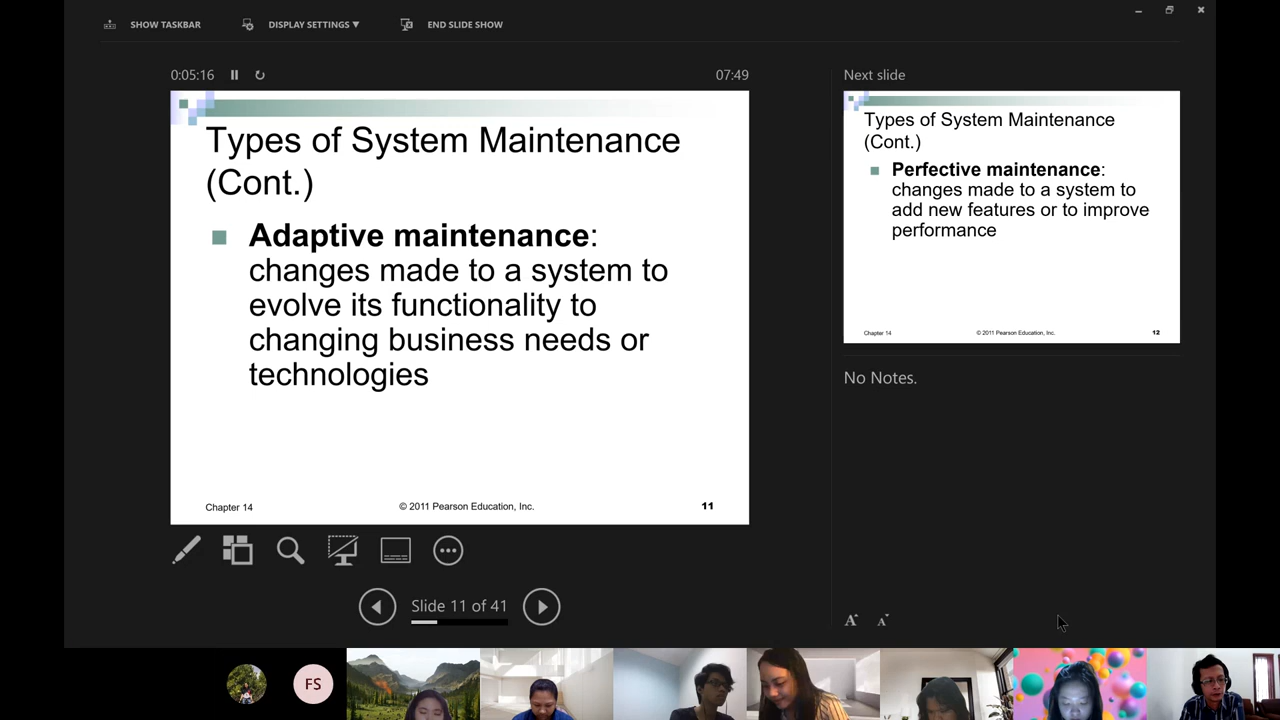 SHOW TASKBAR
DISPLAY SETTINGS ▼
END SLIDE SHOW
0:05:16
07:49
Types of System Maintenance
(Cont.)
Adaptive maintenance:
changes made to a system to
evolve its functionality to
changing business needs or
technologies
Chapter 14
© 2011 Pearson Education, Inc.
11
Slide 11 of 41
Next slide
Types of System Maintenance
(Cont.)
Perfective maintenance:
changes made to a system to
add new features or to improve
performance
Chapter 14
© 2011 Pearson Education, Inc.
12
No Notes.
A A
FS